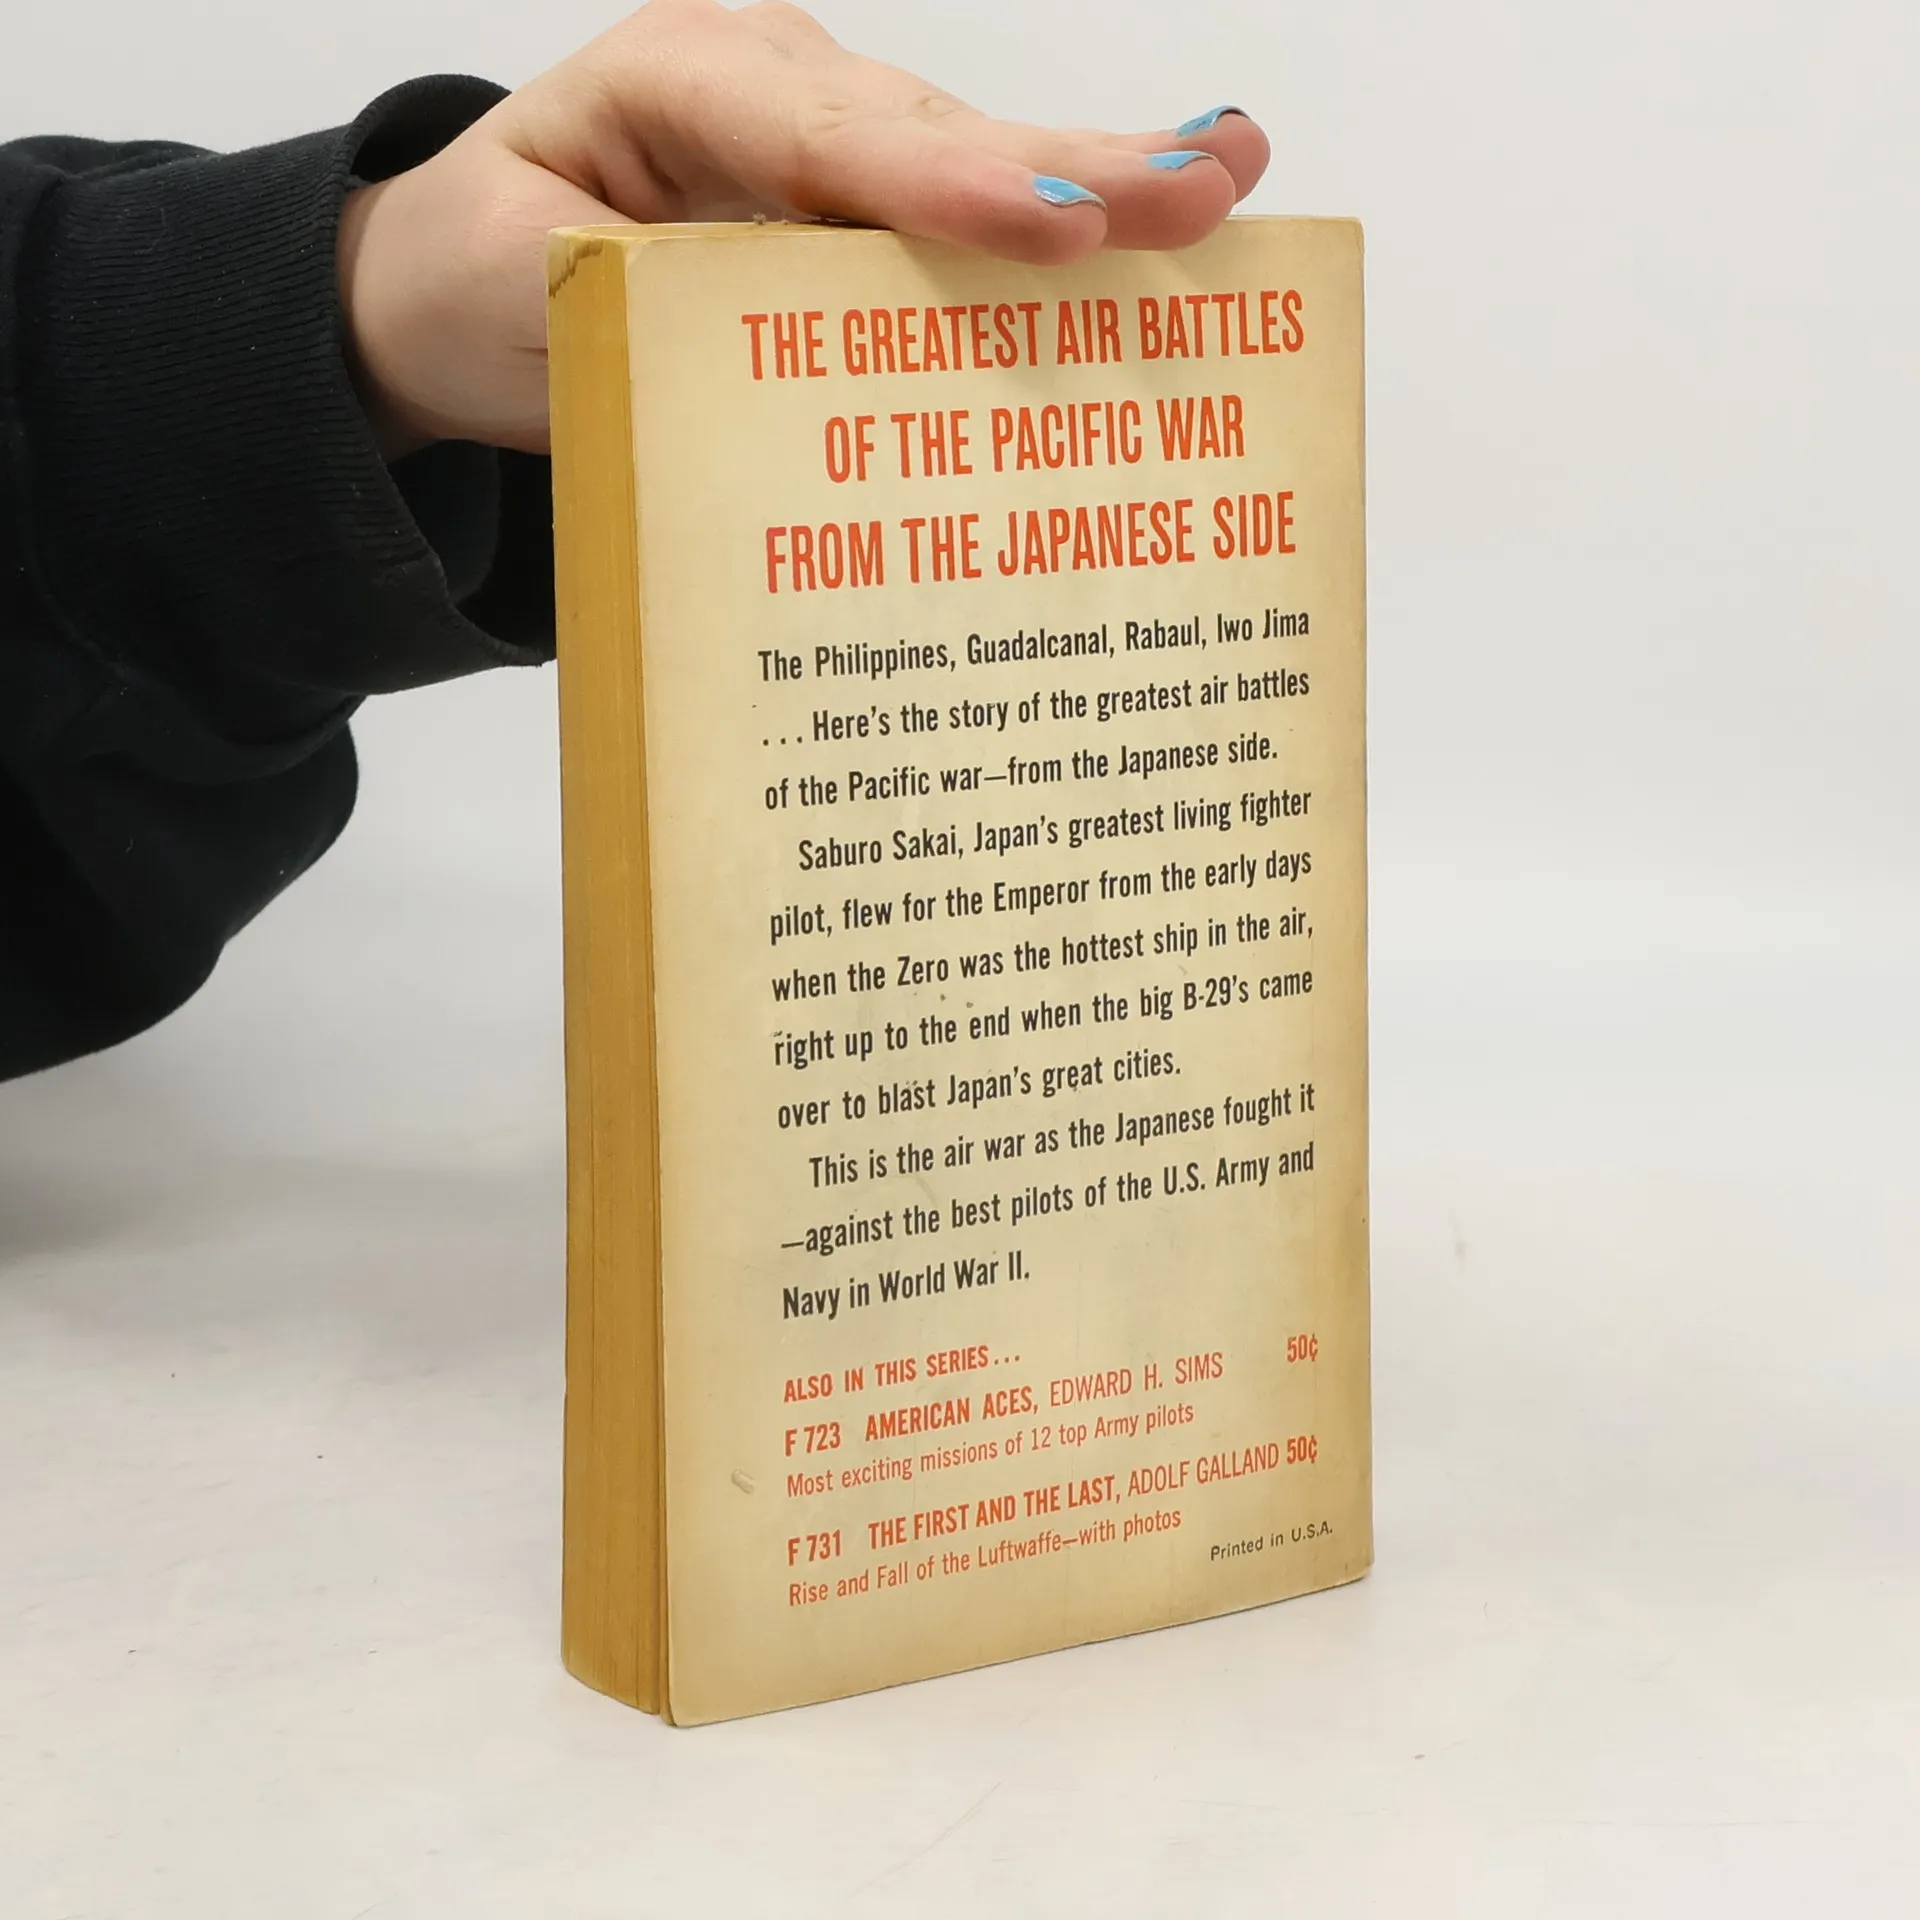 THE GREATEST AIR BATTLES
OF THE PACIFIC WAR
FROM THE JAPANESE SIDE
The Philippines, Guadalcanal, Rabaul, Iwo Jima
. . . Here's the story of the greatest air battles
of the Pacific war—from the Japanese side.
Saburo Sakai, Japan's greatest living fighter
pilot, flew for the Emperor from the early days
when the Zero was the hottest ship in the air,
right up to the end when the big B-29's came
over to blast Japan's great cities.
This is the air war as the Japanese fought it
—against the best pilots of the U.S. Army and
Navy in World War II.
ALSO IN THIS SERIES . . .
F 723 AMERICAN ACES, EDWARD H. SIMS 50¢
Most exciting missions of 12 top Army pilots
F 731 THE FIRST AND THE LAST, ADOLF GALLAND 50¢
Rise and Fall of the Luftwaffe—with photos
Printed in U.S.A.